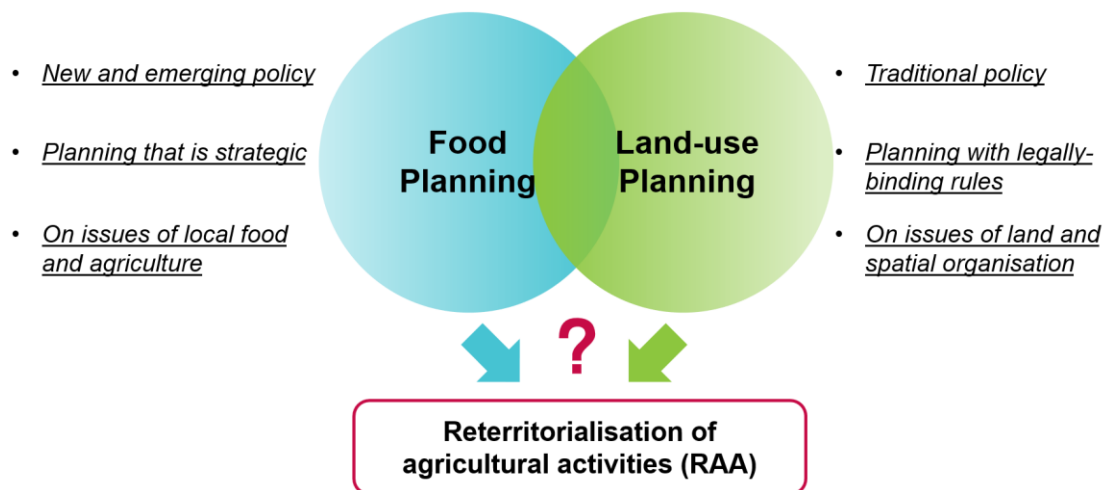 • New and emerging policy
• Planning that is strategic
• On issues of local food
and agriculture
Food
Planning
Land-use
Planning
• Traditional policy
• Planning with legally-
binding rules
• On issues of land and
spatial organisation
?
Reterritorialisation of
agricultural activities (RAA)